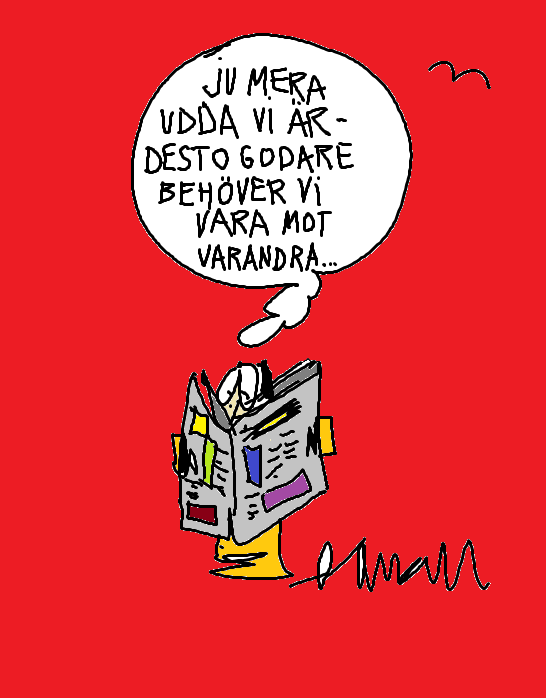 JU MERA
UDDA VI ÄR -
DESTO GODARE
BEHÖVER VI
VARA MOT
VARANDRA...